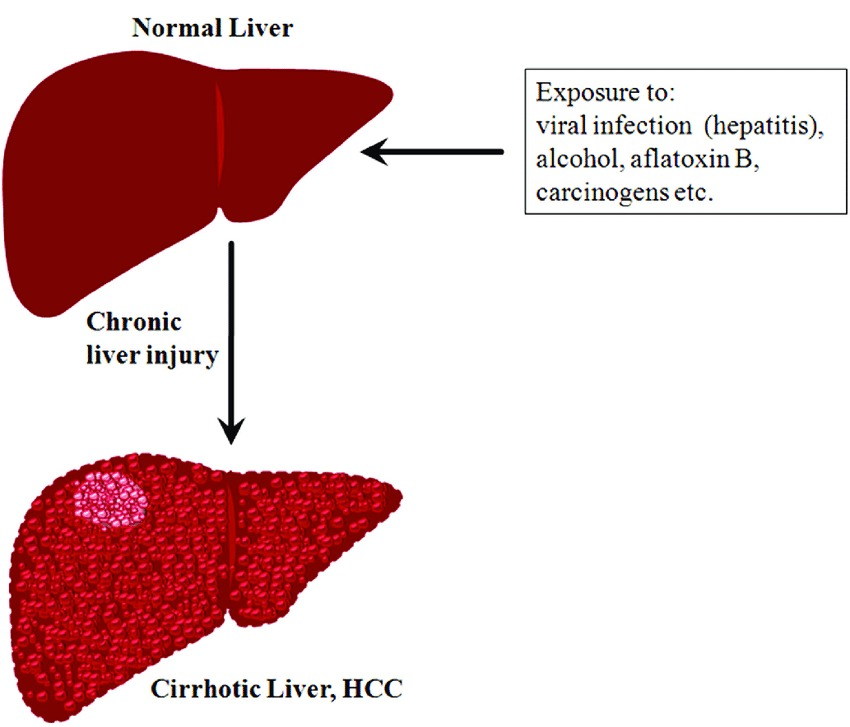 Normal Liver
Exposure to:
viral infection (hepatitis),
alcohol, aflatoxin B,
carcinogens etc.
Chronic
liver injury
Cirrhotic Liver, HCC